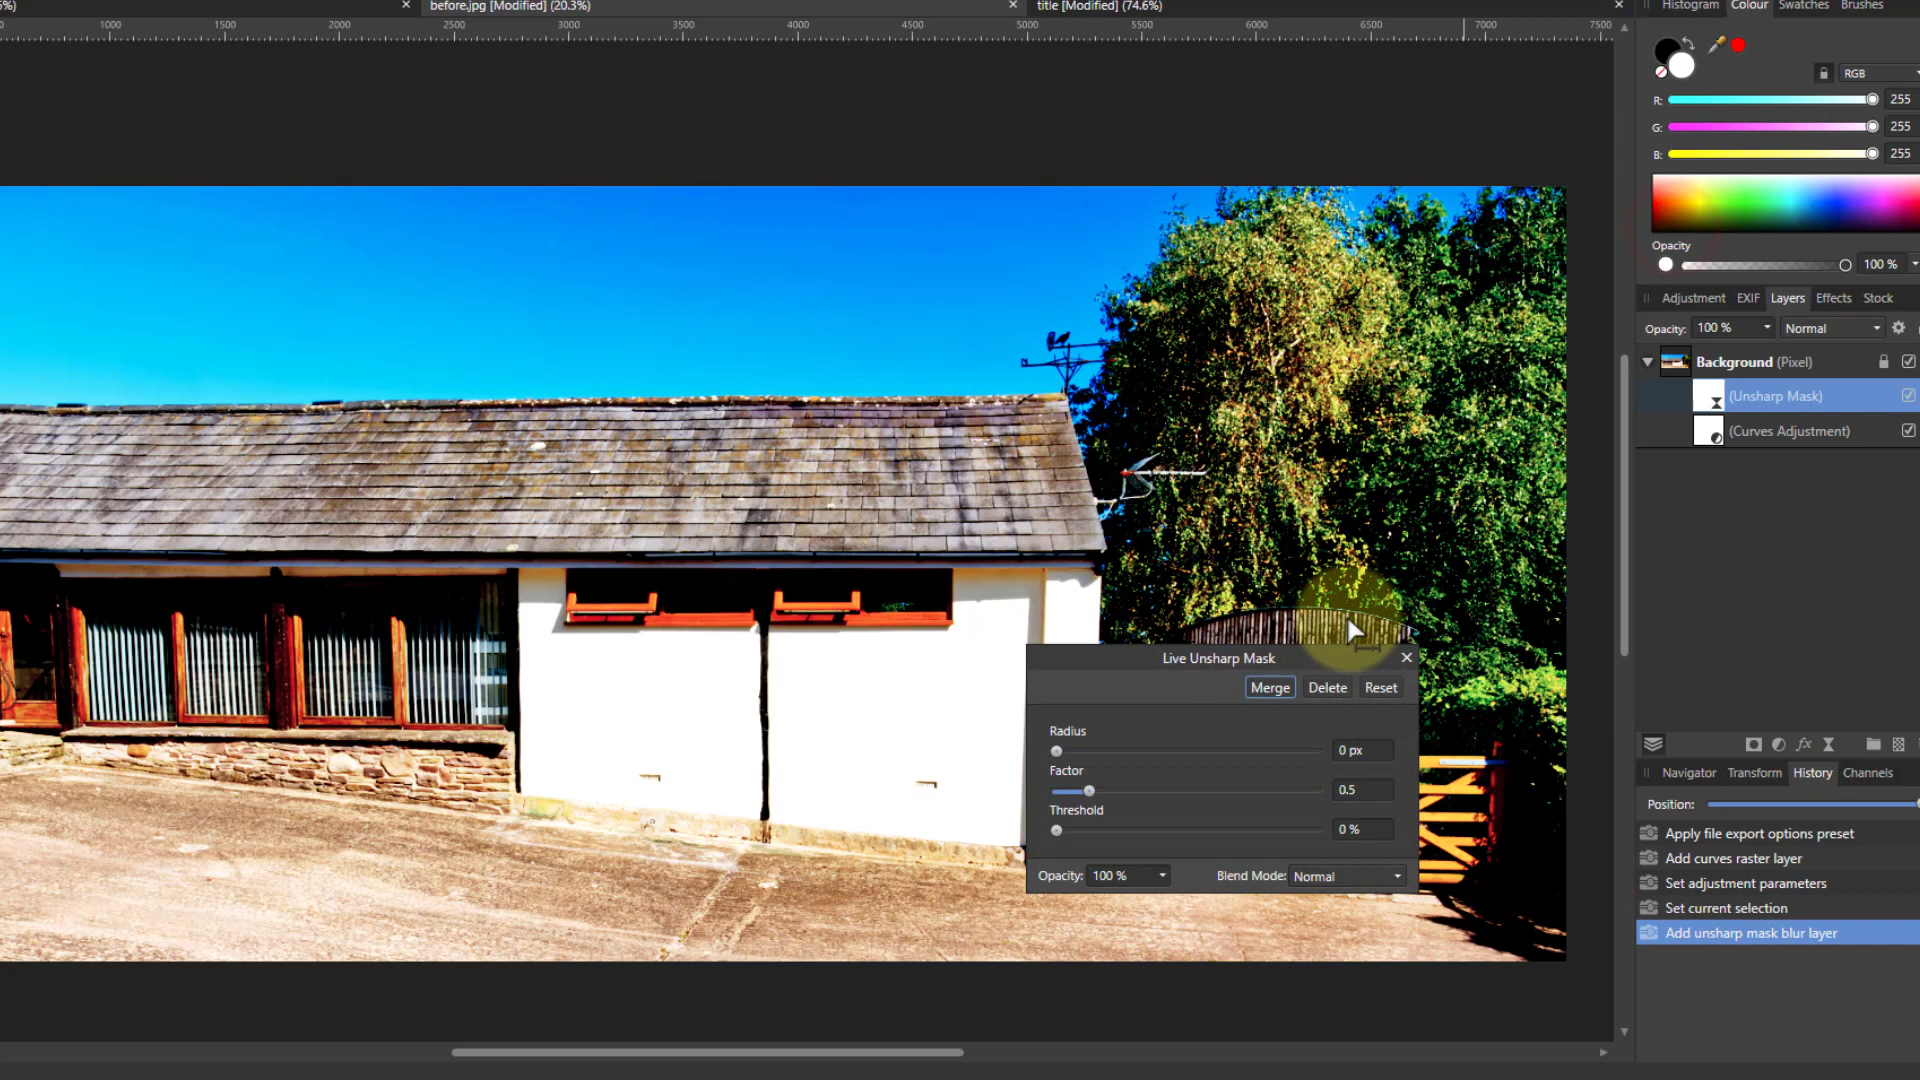 before.jpg [Modified] (20.3%)
title [Modified] (74.6%)
Histogram Colour Swatches Brushes
1000 2000 2500 3000 3500 4000 4500 5000 5500 6000 6500 7000 7500
RGB
R: 255
G: 255
B: 255
Opacity
100 %
Adjustment EXIF Layers Effects Stock
Opacity: 100 % Normal
Background (Pixel)
(Unsharp Mask)
(Curves Adjustment)
Live Unsharp Mask
Merge Delete Reset
Radius
0 px
Factor
0.5
Threshold
0 %
Opacity: 100 % Blend Mode: Normal
fx
Navigator Transform History Channels
Position:
Apply file export options preset
Add curves raster layer
Set adjustment parameters
Set current selection
Add unsharp mask blur layer